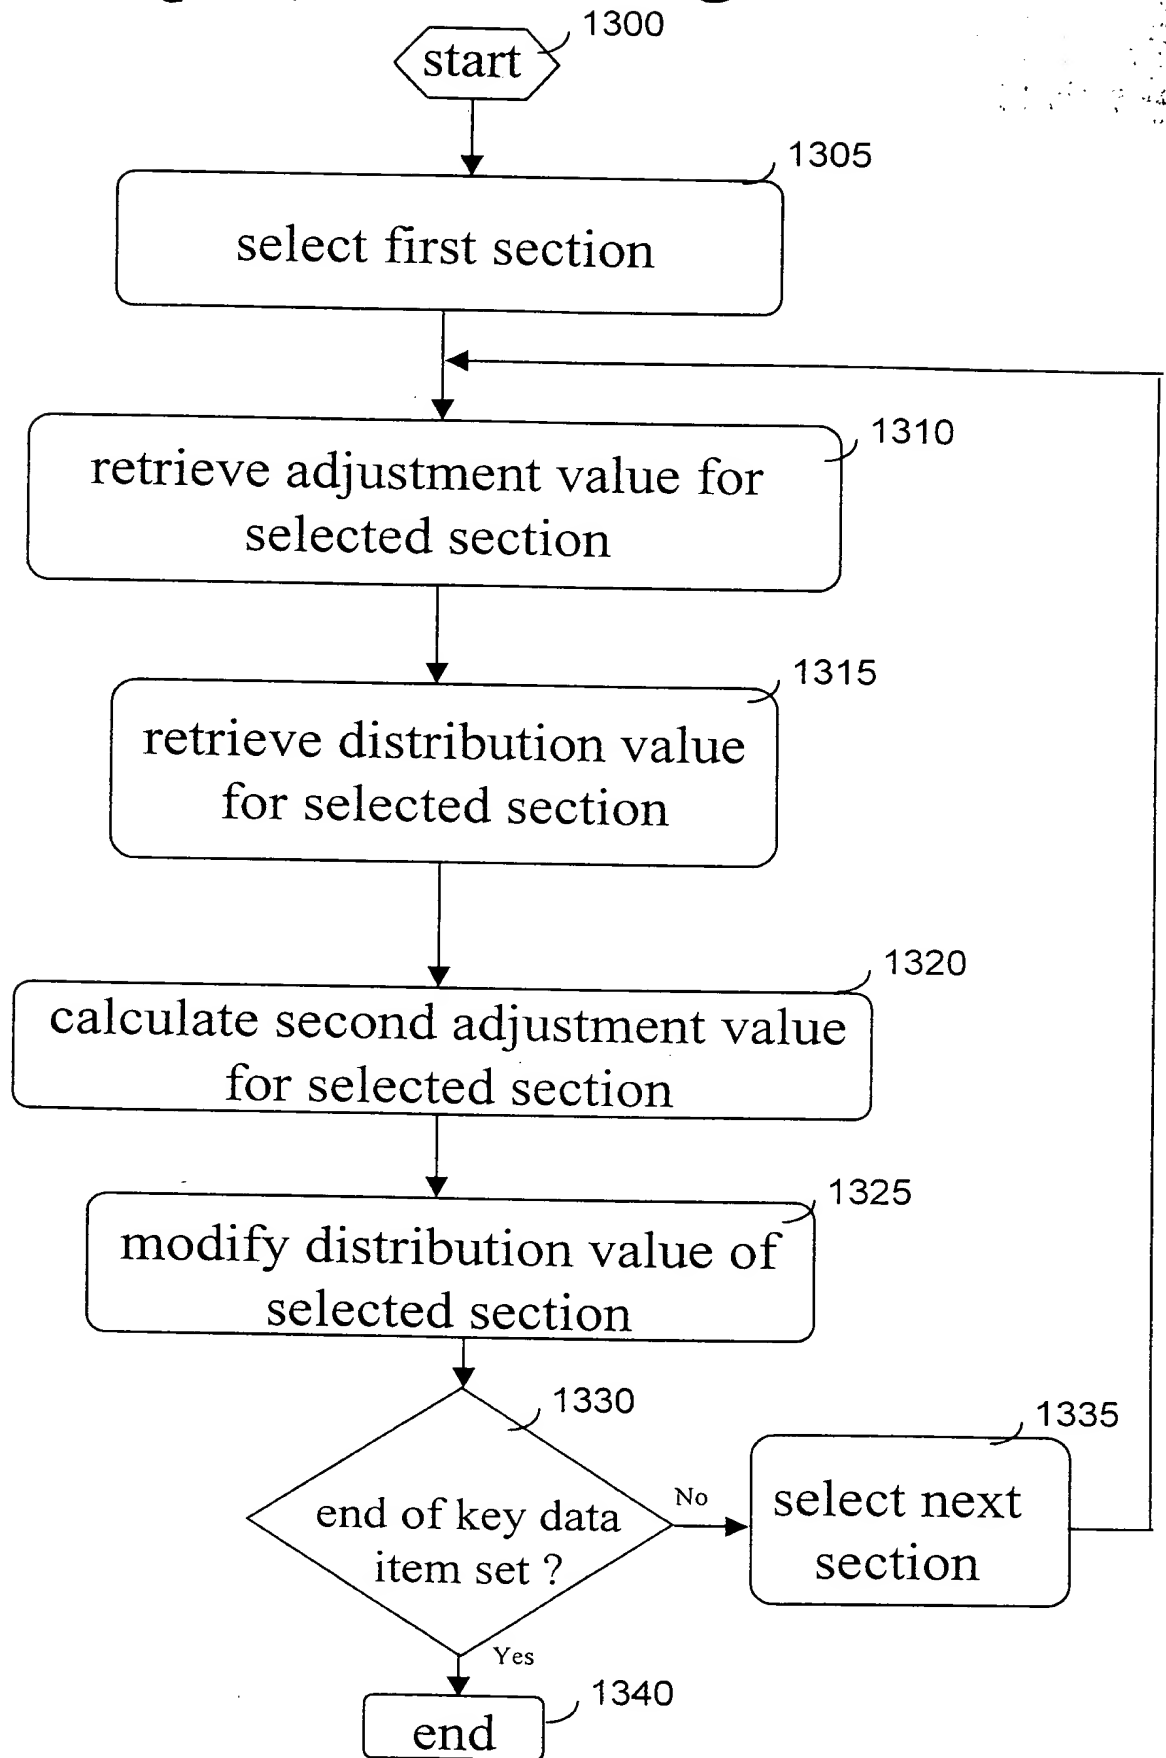 1300
start
1305
select first section
1310
retrieve adjustment value for
selected section
1315
retrieve distribution value
for selected section
1320
calculate second adjustment value
for selected section
1325
modify distribution value of
selected section
1330
end of key data
item set ?
No
1335
select next
section
Yes
1340
end